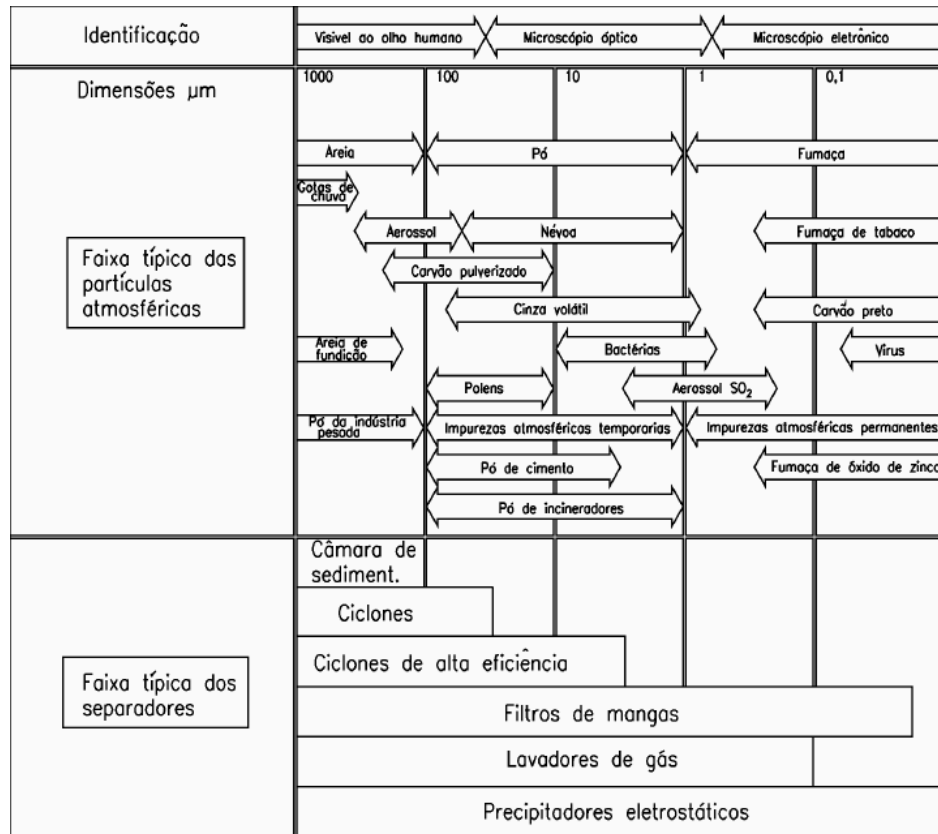 Identificação
Visivel ao olho humano
Microscópio óptico
Microscópio eletrônico
Dimensões µm
1000
100
10
1
0,1
Areia
Pó
Fumaça
Gotas de
chuva
Aerossol
Névoa
Fumaça de tabaco
Faixa típica das
partículas
atmosféricas
Carvão pulverizado
Cinza volátil
Carvão preto
Areia de
fundição
Bactérias
Vírus
Polens
Aerossol SO2
Pó da indústria
pesada
Impurezas atmosféricas temporarias
Impurezas atmosféricas permanentes
Pó de cimento
Fumaça de óxido de zinco
Pó de incineradores
Câmara de
sediment.
Ciclones
Ciclones de alta eficiência
Faixa típica dos
separadores
Filtros de mangas
Lavadores de gás
Precipitadores eletrostáticos